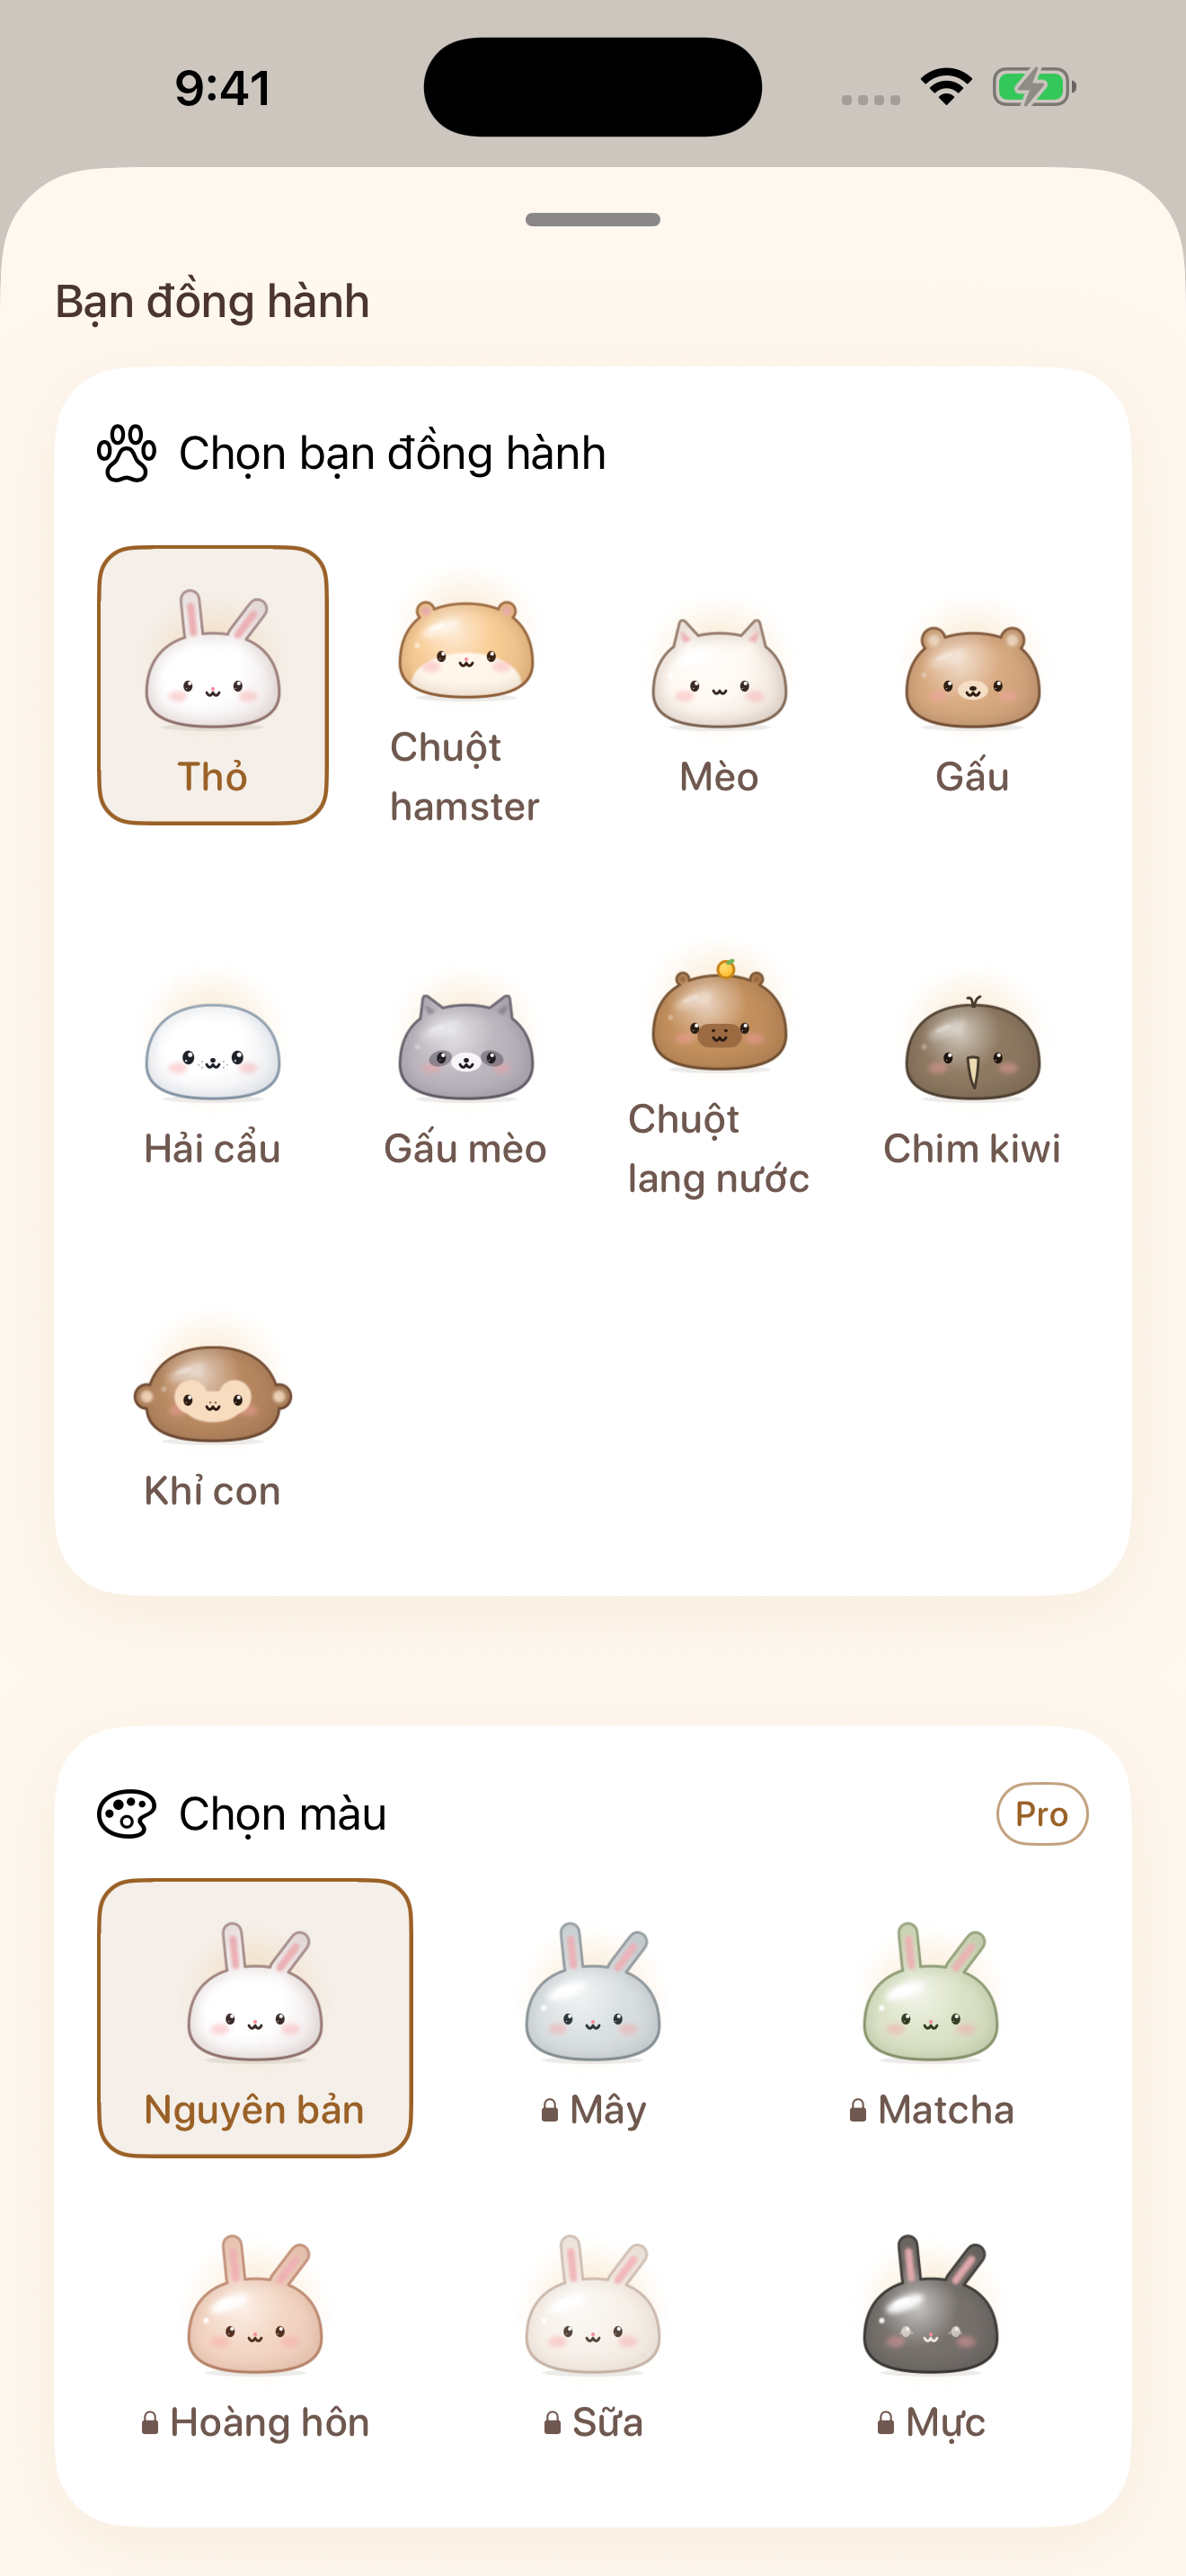 9:41
Bạn đồng hành
Chọn bạn đồng hành
Thỏ
Chuột
hamster
Mèo
Gấu
Hải cẩu
Gấu mèo
Chuột
lang nước
Chim kiwi
Khỉ con
Chọn màu
Pro
Nguyên bản
Mây
Matcha
Hoàng hôn
Sữa
Mực